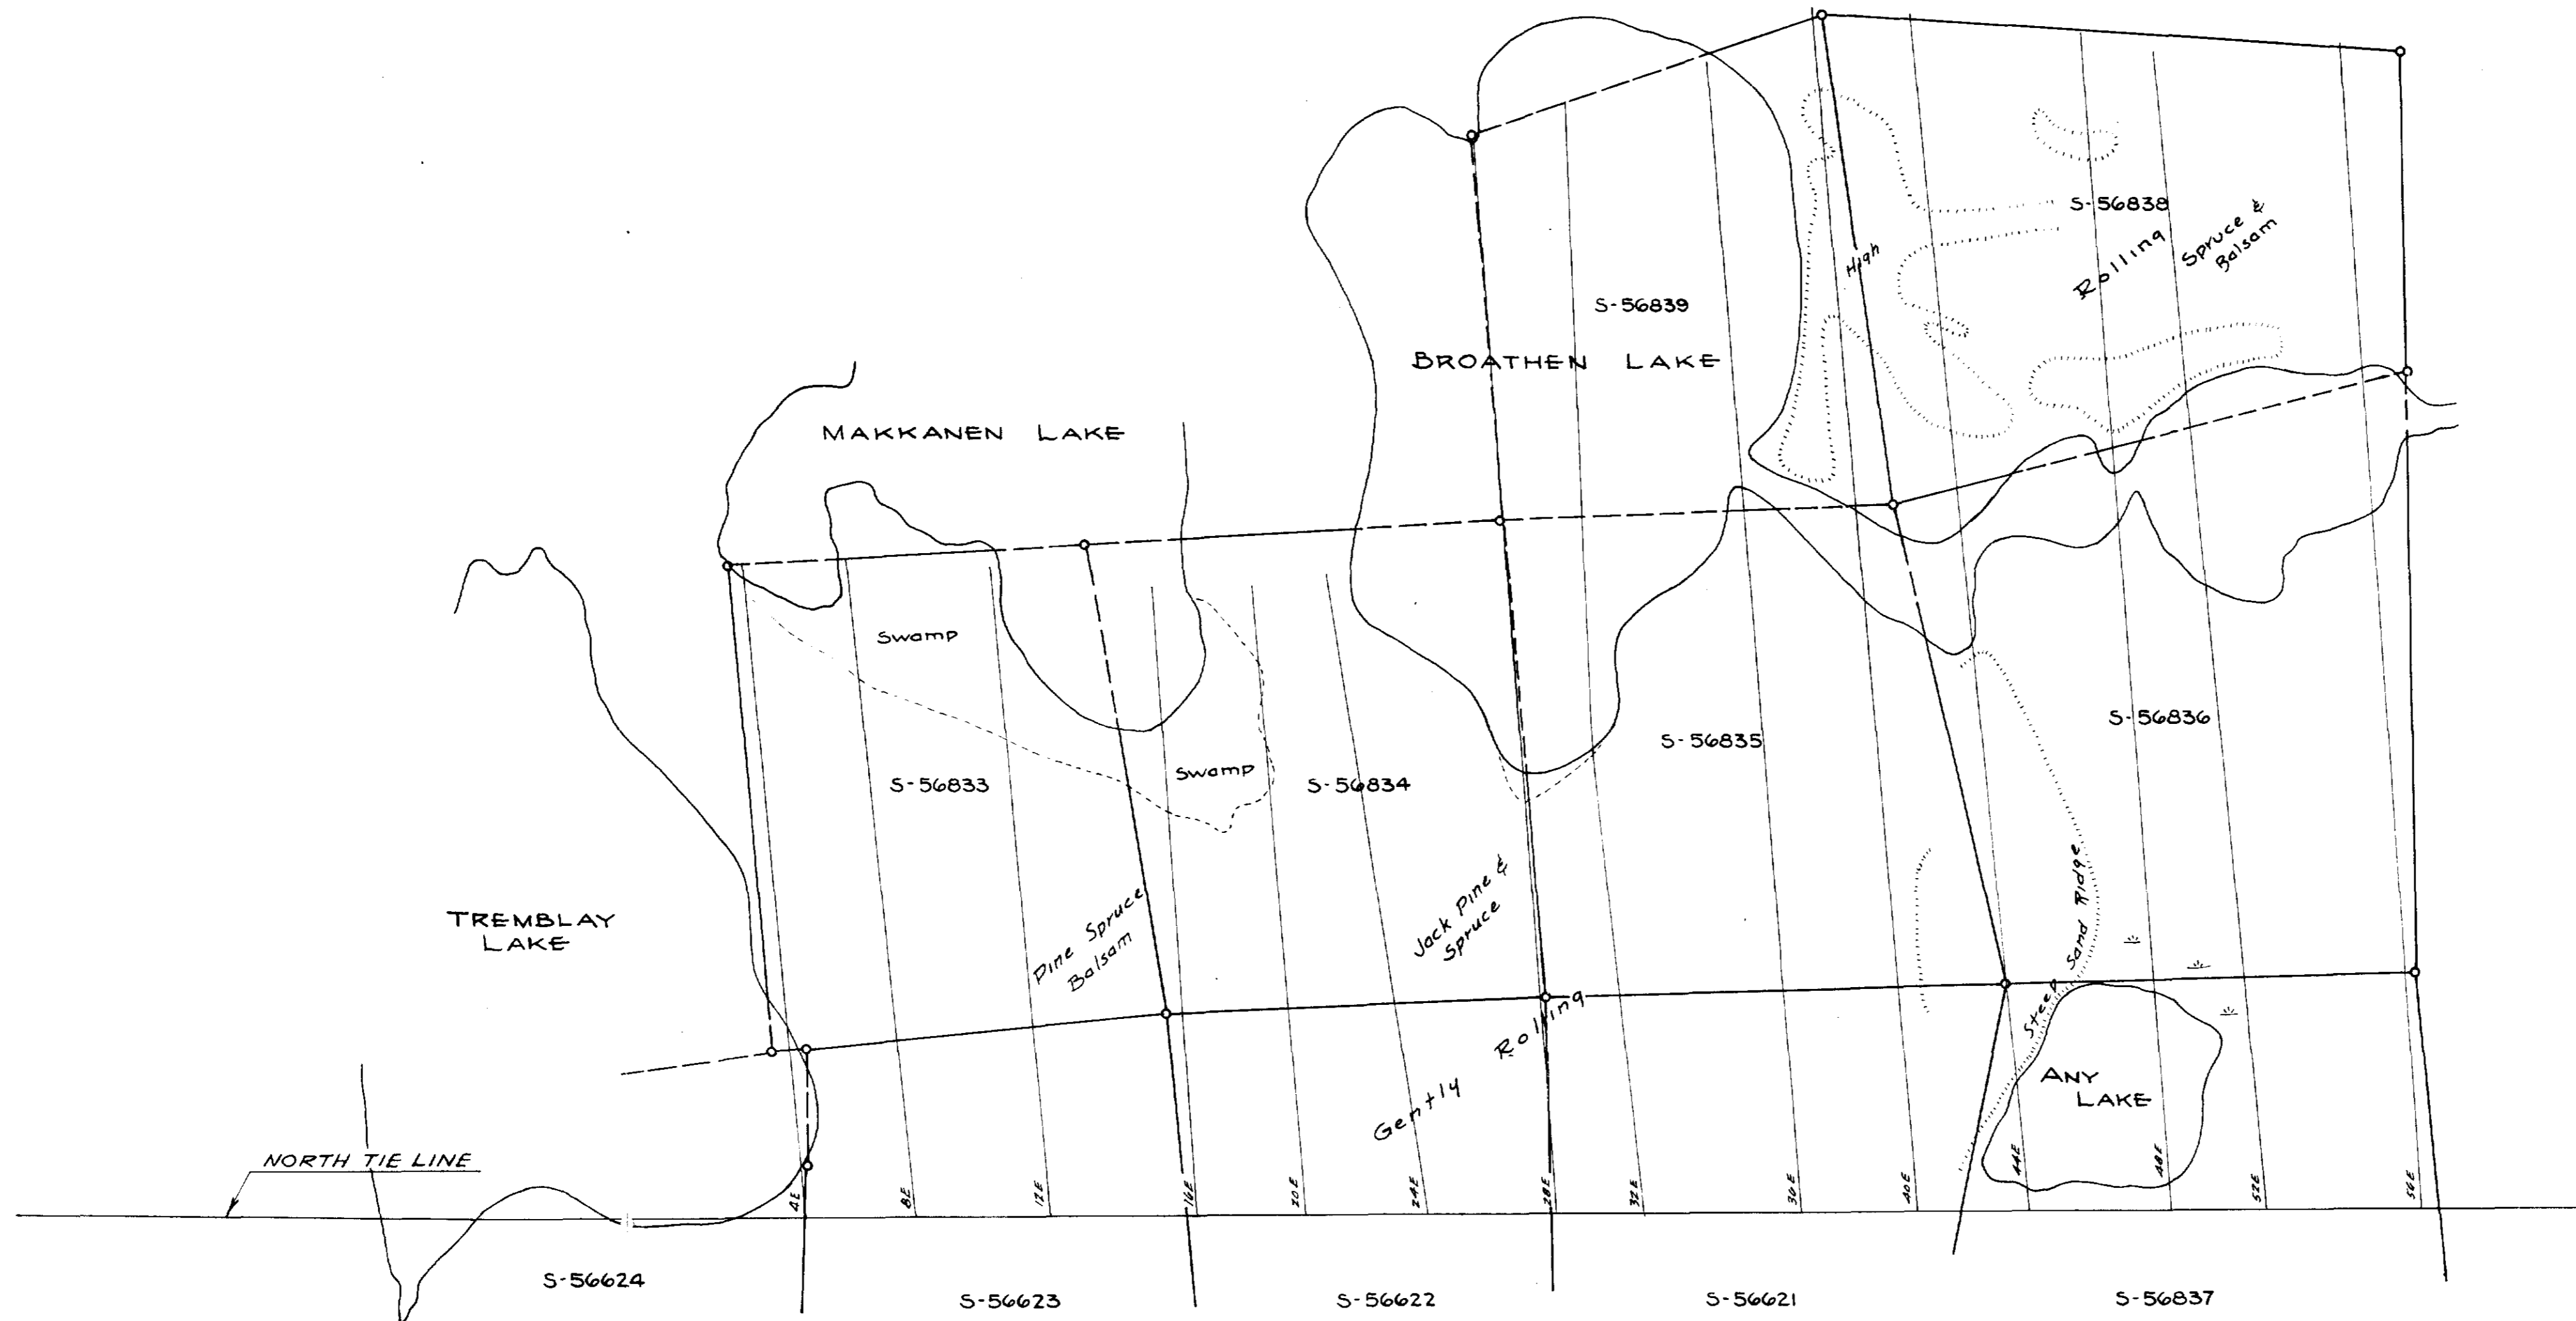 S-56838
Rolling
Spruce &
Balsam
High
S-56839
BROATHEN LAKE
MAKKANEN LAKE
Swamp
S-56833
Swamp
S-56834
S-56835
S-56836
TREMBLAY
LAKE
Pine Spruce
Balsam
Jack Pine &
Spruce
Gently Rolling
Steep Sand Ridge
ANY
LAKE
NORTH TIE LINE
4E
8E
12E
16E
20E
24E
28E
32E
36E
40E
44E
48E
52E
56E
S-56624
S-56623
S-56622
S-56621
S-56837